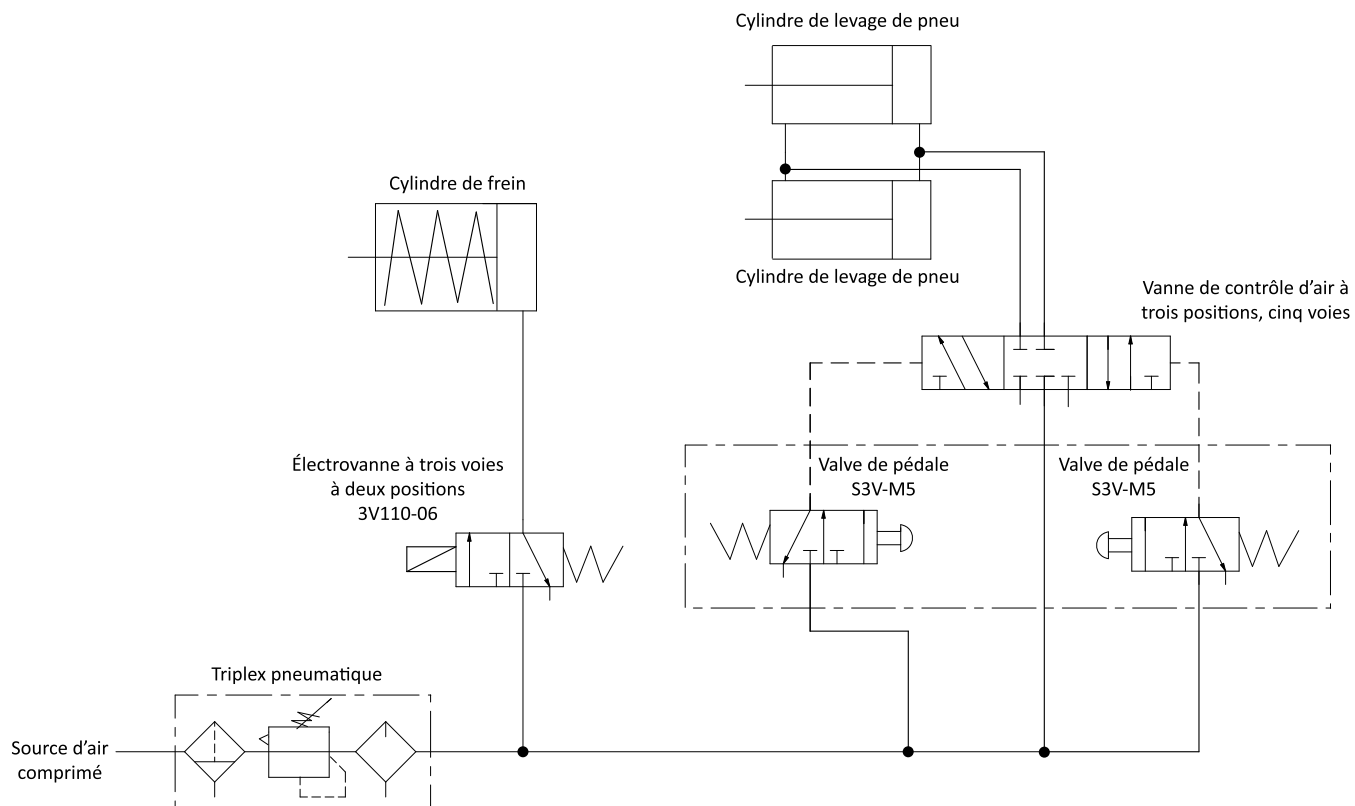 Cylindre de levage de pneu
Cylindre de frein
Cylindre de levage de pneu
Vanne de contrôle d’air à
trois positions, cinq voies
Électrovanne à trois voies
à deux positions
3V110-06
Valve de pédale
S3V-M5
Valve de pédale
S3V-M5
Triplex pneumatique
Source d’air
comprimé